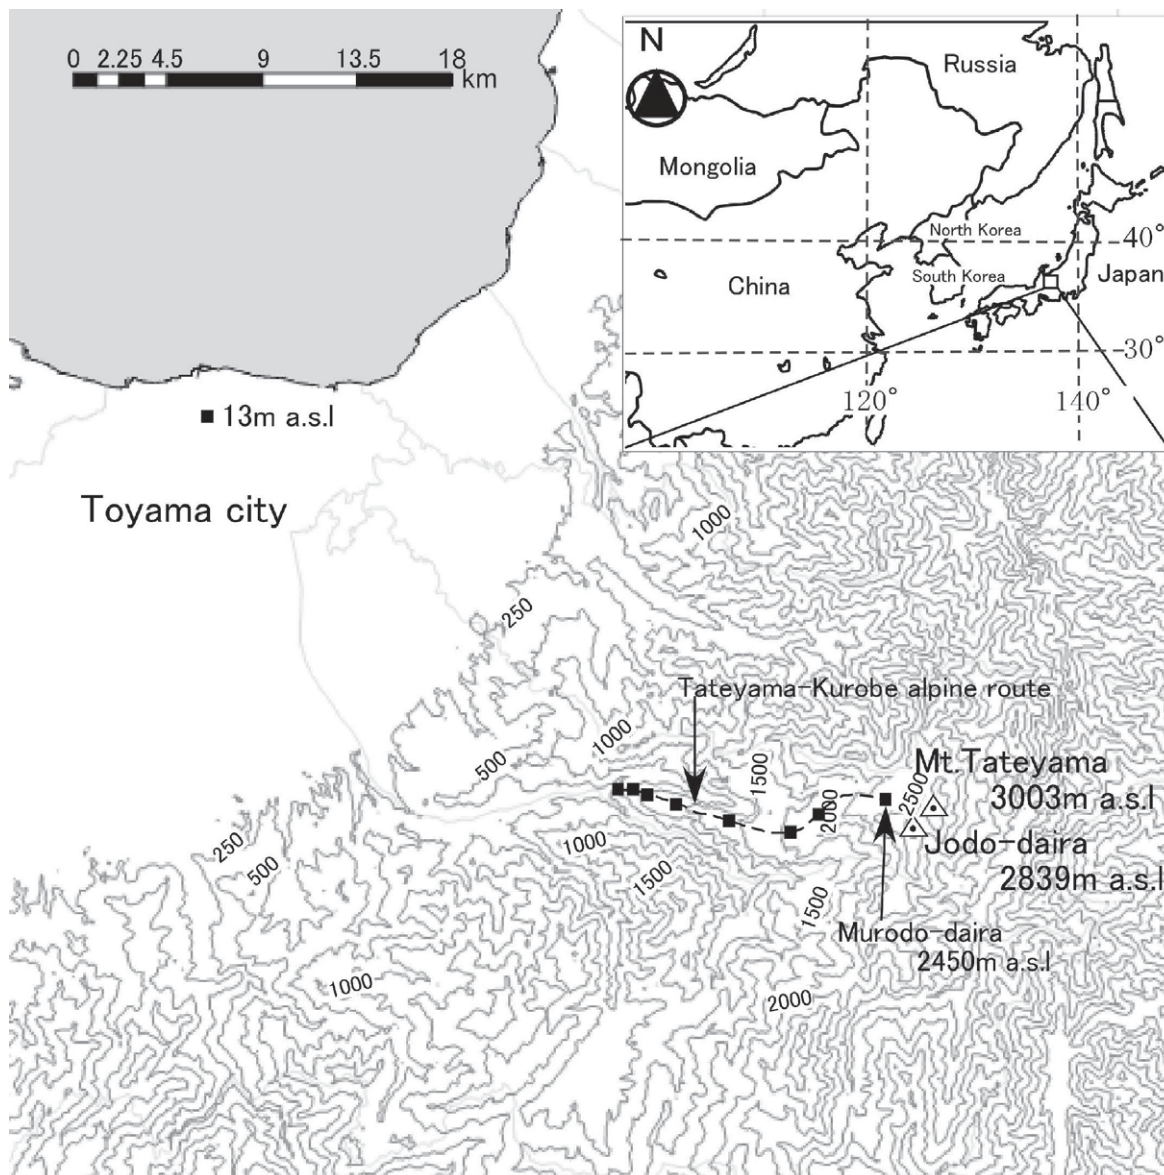 0 2.25 4.5 9 13.5 18
km
N
Russia
Mongolia
North Korea
40°
South Korea
China
Japan
30°
120°
140°
13m a.s.l
Toyama city
1000
250
Tateyama-Kurobe alpine route
1000
500
1500
Mt.Tateyama
3003m a.s.l
2500
2000
Jodo-daira
2839m a.s.l
250
500
1000
1500
1500
Murodo-daira
2450m a.s.l
1000
2000